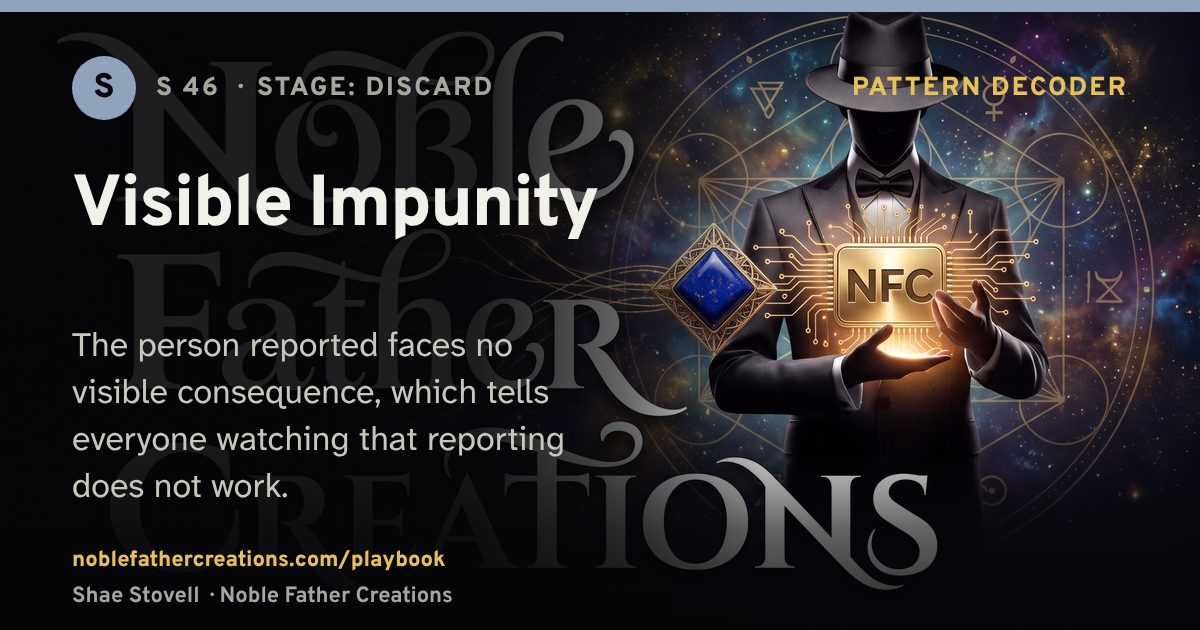 S
S 46 · STAGE: DISCARD
PATTERN DECODER
Visible Impunity
The person reported faces no
visible consequence, which tells
everyone watching that reporting
does not work.
noblefathercreations.com/playbook
Shae Stovell · Noble Father Creations
Noble
Father
Creations
NFC